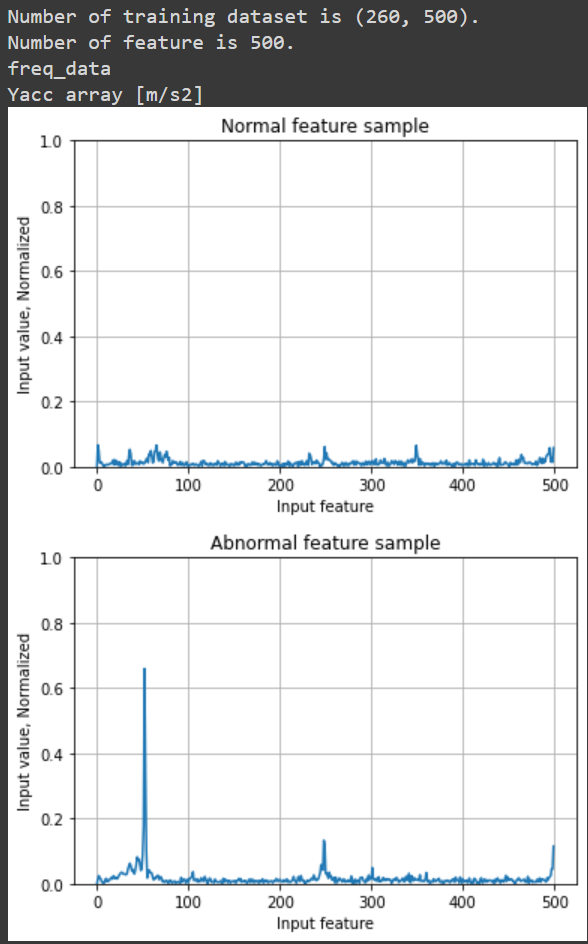 Number of training dataset is (260, 500).
Number of feature is 500.
freq_data
Yacc array [m/s2]
Normal feature sample
Input value, Normalized
1.0
0.8
0.6
0.4
0.2
0.0
0 100 200 300 400 500
Input feature
Abnormal feature sample
Input value, Normalized
1.0
0.8
0.6
0.4
0.2
0.0
0 100 200 300 400 500
Input feature